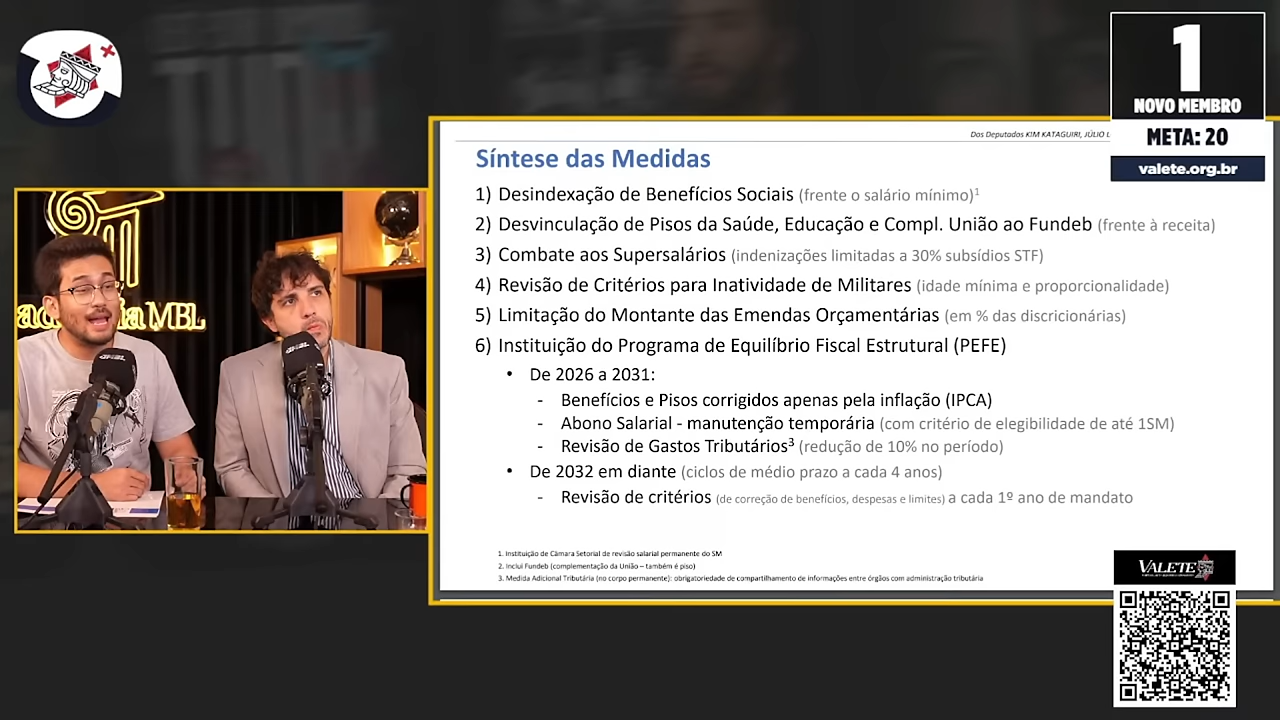 1
NOVO MEMBRO
META: 20
valete.org.br
Dos Deputados KIM KATAGUIRI, JÚLIO
Síntese das Medidas
1) Desindexação de Benefícios Sociais (frente o salário mínimo)¹
2) Desvinculação de Pisos da Saúde, Educação e Compl. União ao Fundeb (frente à receita)
3) Combate aos Supersalários (indenizações limitadas a 30% subsídios STF)
4) Revisão de Critérios para Inatividade de Militares (idade mínima e proporcionalidade)
5) Limitação do Montante das Emendas Orçamentárias (em % das discricionárias)
6) Instituição do Programa de Equilíbrio Fiscal Estrutural (PEFE)
• De 2026 a 2031:
- Benefícios e Pisos corrigidos apenas pela inflação (IPCA)
- Abono Salarial - manutenção temporária (com critério de elegibilidade de até 1SM)
- Revisão de Gastos Tributários³ (redução de 10% no período)
• De 2032 em diante (ciclos de médio prazo a cada 4 anos)
- Revisão de critérios (de correção de benefícios, despesas e limites) a cada 1º ano de mandato
1. Instituição de Câmara Setorial de revisão salarial permanente do SM
2. Inclui Fundeb (complementação da União – também é piso)
3. Medida Adicional Tributária (no corpo permanente): obrigatoriedade de compartilhamento de informações entre órgãos com administração tributária
MBL
VALETE